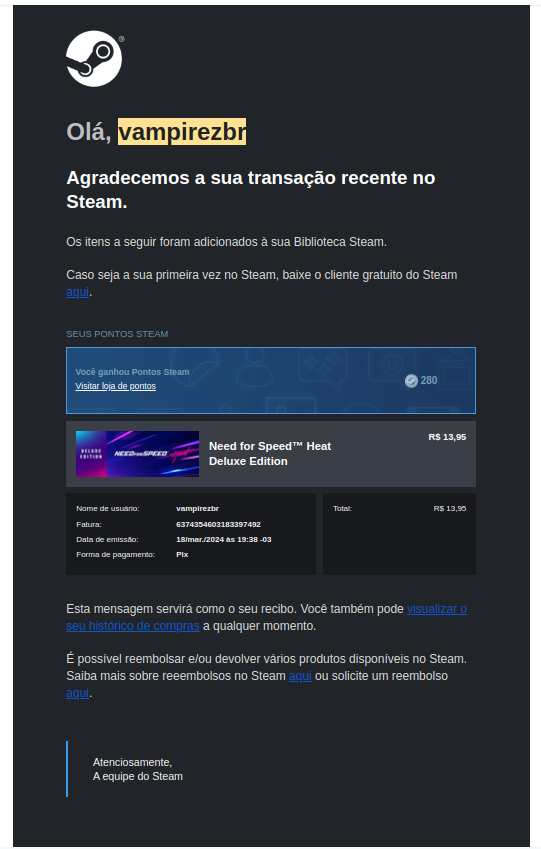 Olá, vampirezbr
Agradecemos a sua transação recente no
Steam.
Os itens a seguir foram adicionados à sua Biblioteca Steam.
Caso seja a sua primeira vez no Steam, baixe o cliente gratuito do Steam
aqui.
SEUS PONTOS STEAM
Você ganhou Pontos Steam
Visitar loja de pontos
280
DELUXE
EDITION
NEED FOR SPEED
HEAT
Need for Speed™ Heat
Deluxe Edition
R$ 13,95
Nome de usuário: vampirezbr
Fatura: 6374354603183397492
Data de emissão: 18/mar./2024 às 19:38 -03
Forma de pagamento: Pix
Total: R$ 13,95
Esta mensagem servirá como o seu recibo. Você também pode visualizar o
seu histórico de compras a qualquer momento.
É possível reembolsar e/ou devolver vários produtos disponíveis no Steam.
Saiba mais sobre reeembolsos no Steam aqui ou solicite um reembolso
aqui.
Atenciosamente,
A equipe do Steam